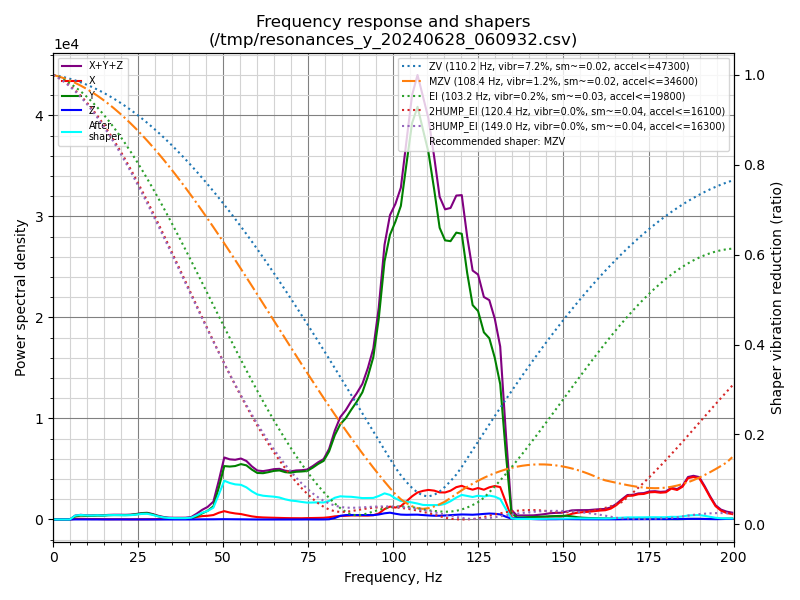 Frequency response and shapers
(/tmp/resonances_y_20240628_060932.csv)
1e4
X+Y+Z
X
Y
Z
After
shaper
ZV (110.2 Hz, vibr=7.2%, sm~=0.02, accel<=47300)
MZV (108.4 Hz, vibr=1.2%, sm~=0.02, accel<=34600)
EI (103.2 Hz, vibr=0.2%, sm~=0.03, accel<=19800)
2HUMP_EI (120.4 Hz, vibr=0.0%, sm~=0.04, accel<=16100)
3HUMP_EI (149.0 Hz, vibr=0.0%, sm~=0.04, accel<=16300)
Recommended shaper: MZV
Power spectral density
4
3
2
1
0
1.0
0.8
0.6
0.4
0.2
0.0
Shaper vibration reduction (ratio)
0 25 50 75 100 125 150 175 200
Frequency, Hz